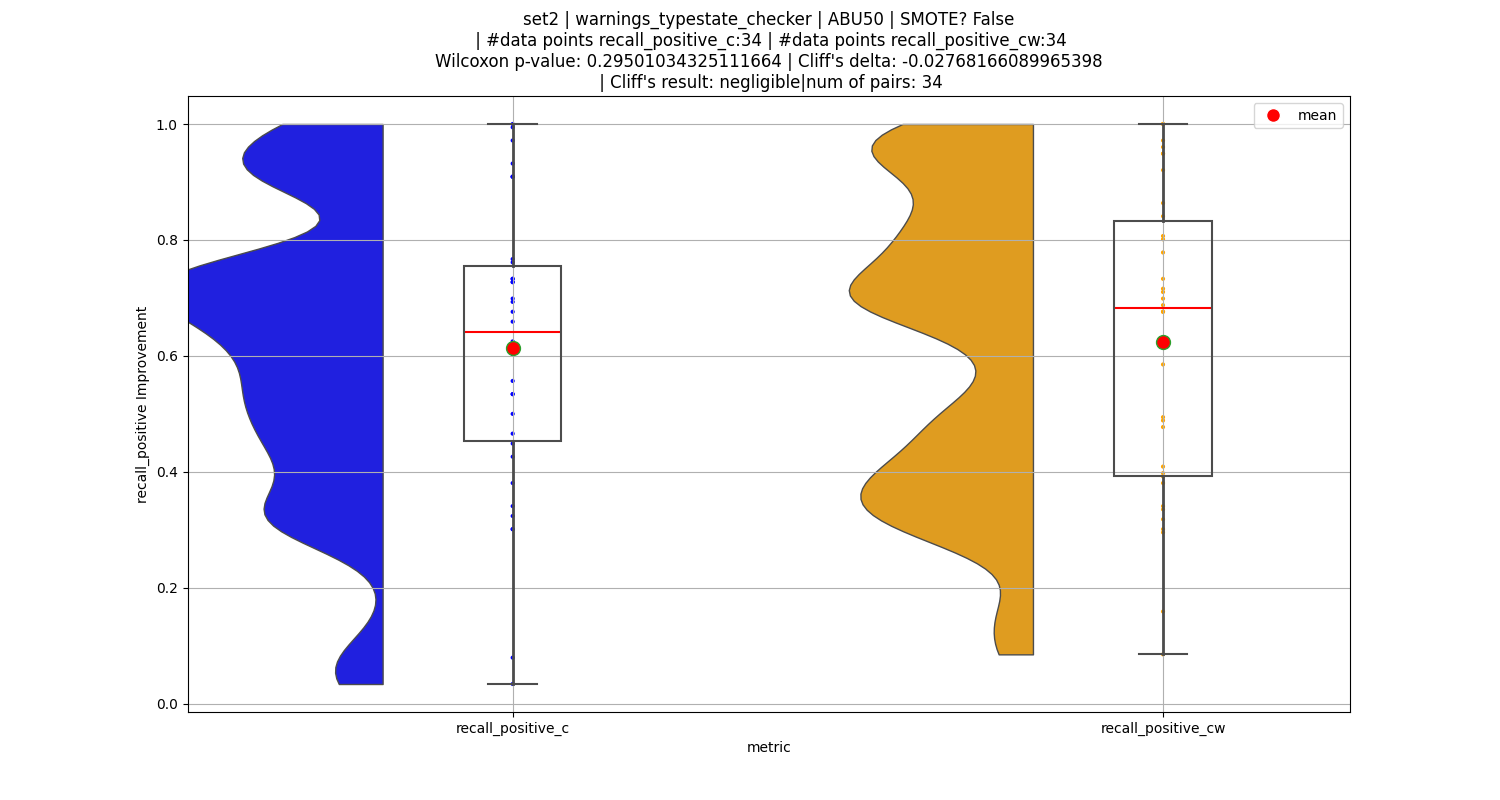 set2 | warnings_typestate_checker | ABU50 | SMOTE? False
| #data points recall_positive_c:34 | #data points recall_positive_cw:34
Wilcoxon p-value: 0.29501034325111664 | Cliff's delta: -0.02768166089965398
| Cliff's result: negligible|num of pairs: 34
mean
1.0
0.8
0.6
0.4
0.2
0.0
recall_positive Improvement
recall_positive_c
recall_positive_cw
metric